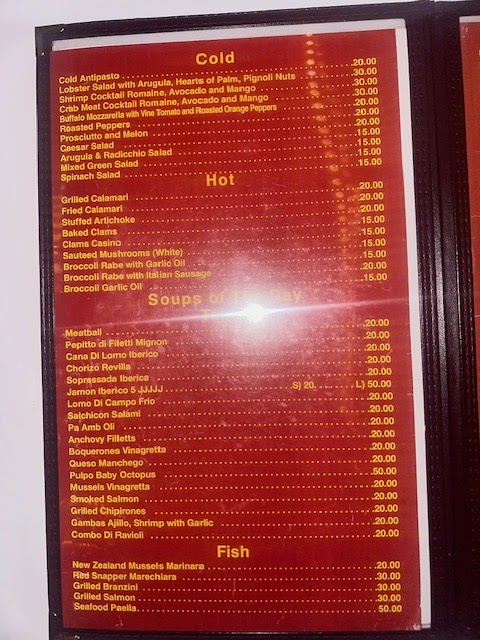 Cold
Cold Antipasto 20.00
Lobster Salad with Arugula, Hearts of Palm, Pignoli Nuts 30.00
Shrimp Cocktail Romaine, Avocado and Mango 30.00
Crab Meat Cocktail Romaine, Avocado and Mango 30.00
Buffalo Mozzarella with Vine Tomato and Roasted Orange Peppers 20.00
Roasted Peppers 20.00
Prosciutto and Melon 20.00
Caesar Salad 15.00
Arugula & Radicchio Salad 15.00
Mixed Green Salad 15.00
Spinach Salad 15.00
Hot
Grilled Calamari 20.00
Fried Calamari 20.00
Stuffed Artichoke 20.00
Baked Clams 15.00
Clams Casino 15.00
Sauteed Mushrooms (White) 15.00
Broccoli Rabe with Garlic Oil 15.00
Broccoli Rabe with Italian Sausage 20.00
Broccoli Garlic Oil 15.00
Soups of Day
Meatball 20.00
Pepitto di Filetti Mignon 20.00
Cana Di Lomo Iberico 20.00
Chorizo Revilla 20.00
Sopressada Iberica 20.00
Jamon Iberico 5 JJJJJ S) 20. L) 50.00
Lomo Di Campo Frio 20.00
Salchicon Salami 20.00
Pa Amb Oli 20.00
Anchovy Filletts 20.00
Boquerones Vinagretta 20.00
Queso Manchego 20.00
Pulpo Baby Octopus 50.00
Mussels Vinagretta 20.00
Smoked Salmon 20.00
Grilled Chipirones 20.00
Gambas Ajillo, Shrimp with Garlic 20.00
Combo Di Ravioli 20.00
Fish
New Zealand Mussels Marinara 20.00
Red Snapper Marechiara 30.00
Grilled Branzini 30.00
Grilled Salmon 30.00
Seafood Paella 50.00